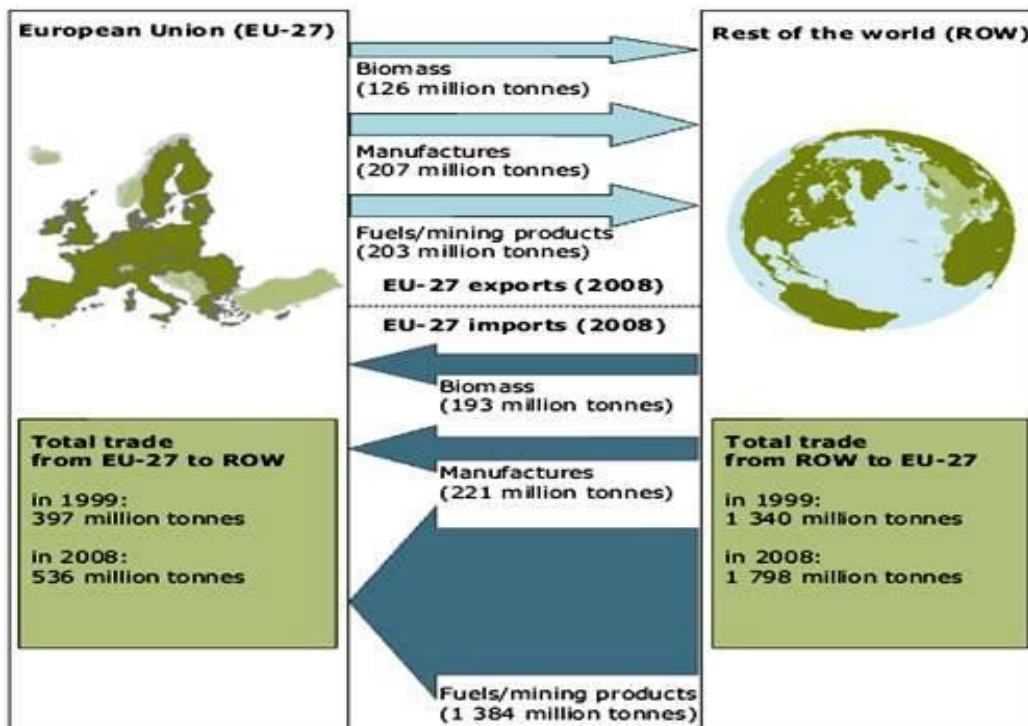 European Union (EU-27)
Biomass
(126 million tonnes)
Manufactures
(207 million tonnes)
Fuels/mining products
(203 million tonnes)
EU-27 exports (2008)
EU-27 imports (2008)
Biomass
(193 million tonnes)
Manufactures
(221 million tonnes)
Fuels/mining products
(1 384 million tonnes)
Rest of the world (ROW)
Total trade
from EU-27 to ROW
in 1999:
397 million tonnes
in 2008:
536 million tonnes
Total trade
from ROW to EU-27
in 1999:
1 340 million tonnes
in 2008:
1 798 million tonnes